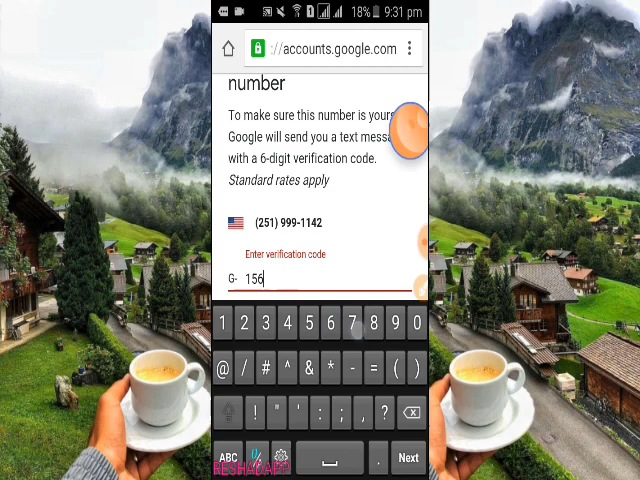 18% 9:31 pm
://accounts.google.com
number
To make sure this number is yours
Google will send you a text messa
with a 6-digit verification code.
Standard rates apply
(251) 999-1142
Enter verification code
G- 156
1 2 3 4 5 6 7 8 9 0
@ / # ^ & * - = ( )
! " ' : ; , ?
ABC . Next